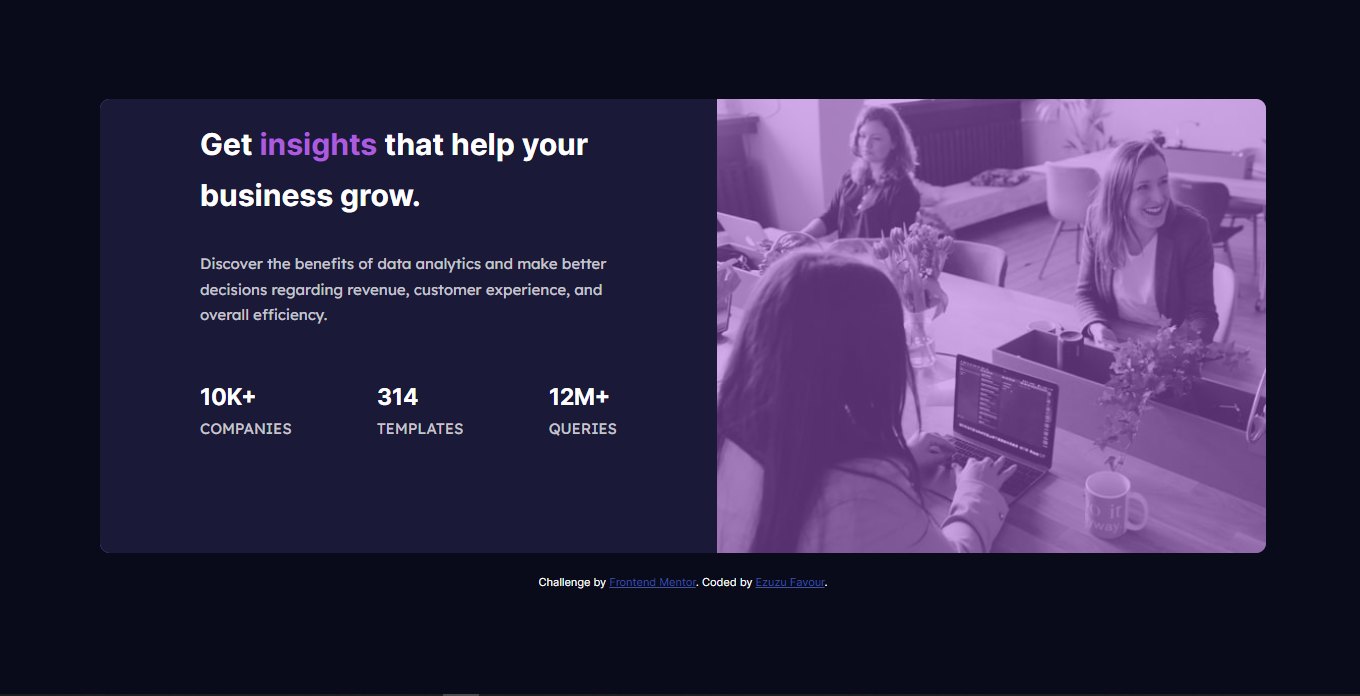 Get insights that help your
business grow.
Discover the benefits of data analytics and make better
decisions regarding revenue, customer experience, and
overall efficiency.
10K+ 314 12M+
COMPANIES TEMPLATES QUERIES
Challenge by Frontend Mentor. Coded by Ezuzu Favour.